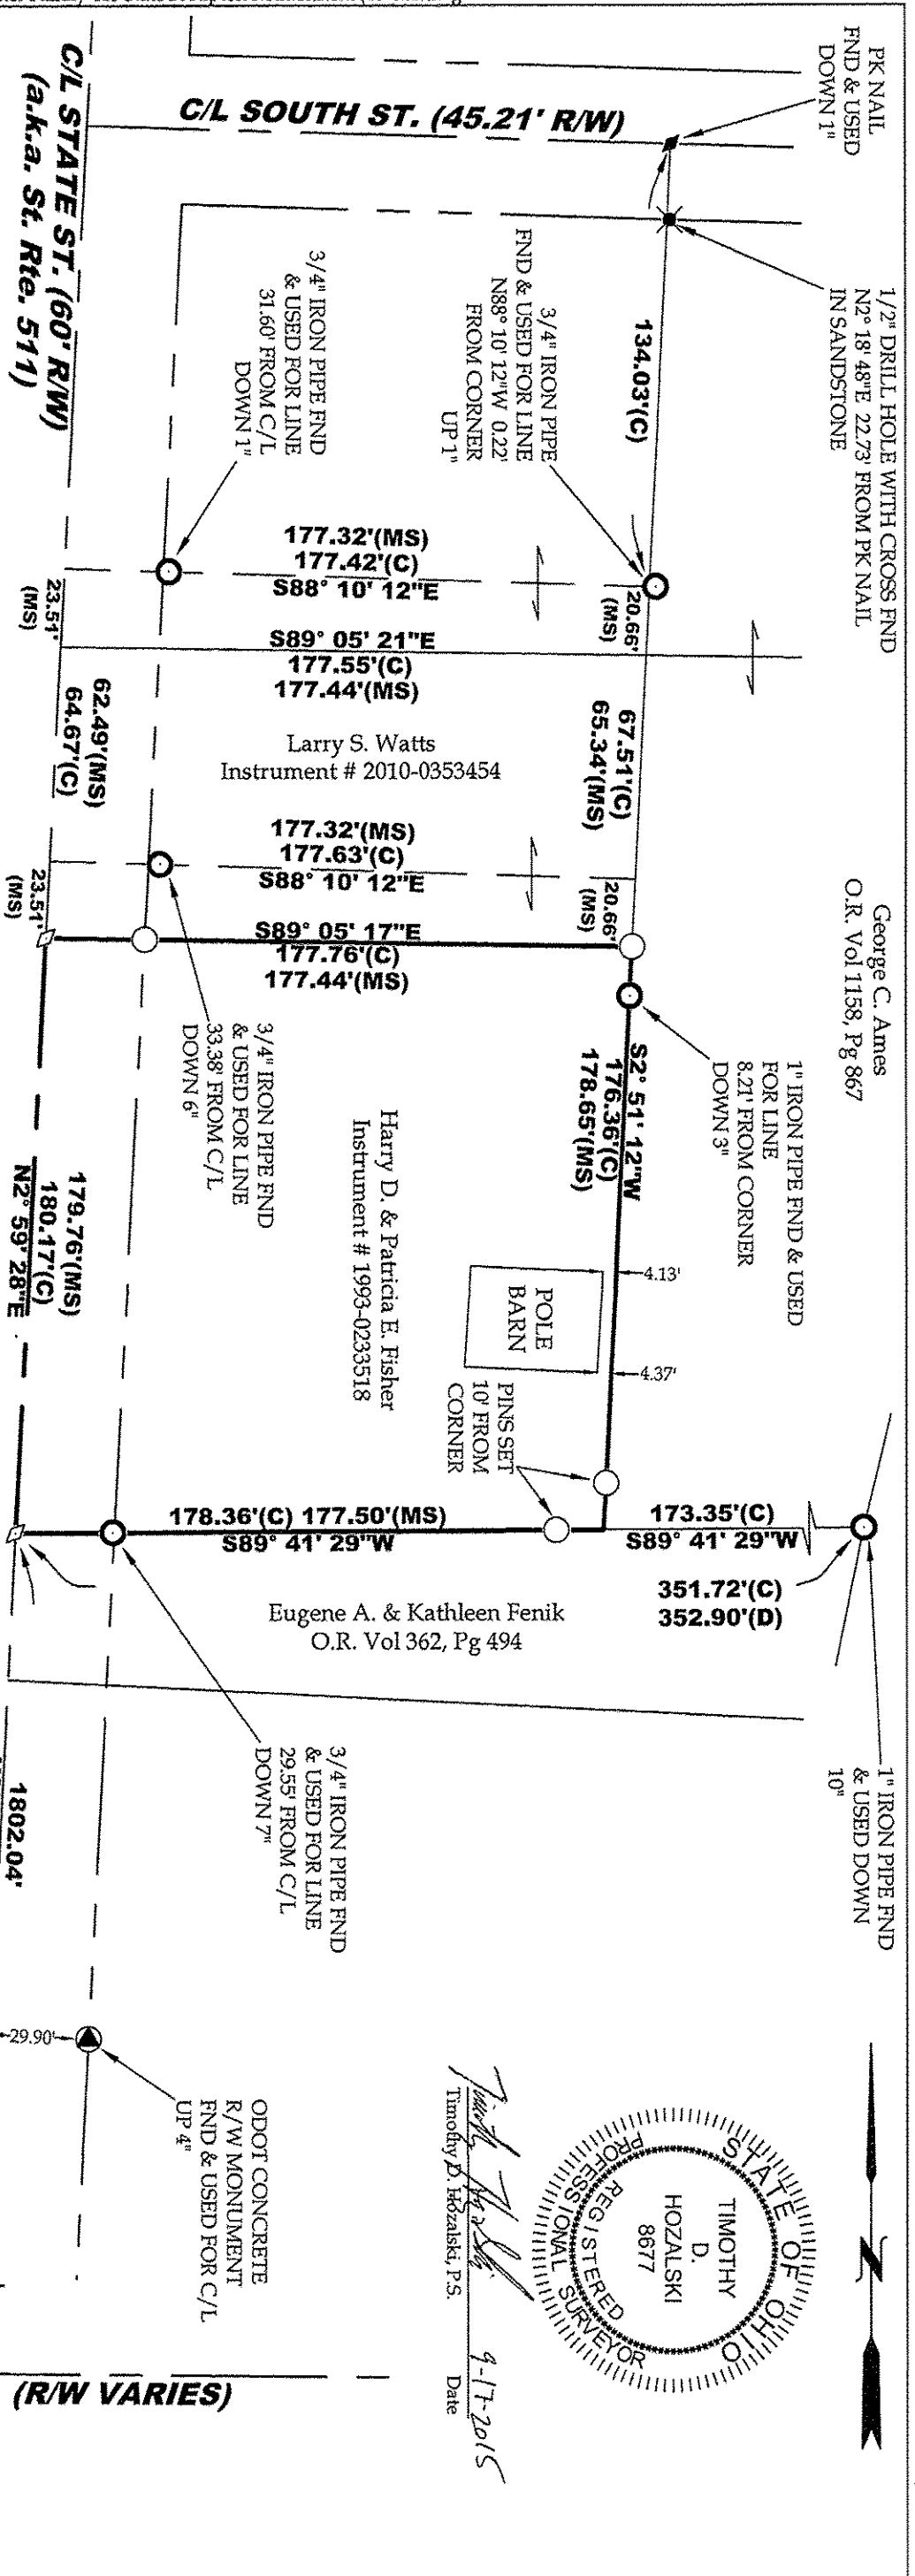 PK NAIL
FND & USED
DOWN 1"
1/2" DRILL HOLE WITH CROSS FND
N2° 18' 48"E 22.73' FROM PK NAIL
IN SANDSTONE
C/L SOUTH ST. (45.21' R/W)
C/L STATE ST. (60' R/W)
(a.k.a. St. Rte. 511)
134.03'(C)
3/4" IRON PIPE
FND & USED FOR LINE
N88° 10' 12"W 0.22'
FROM CORNER
UP 1"
3/4" IRON PIPE FND
& USED FOR LINE
31.60' FROM C/L
DOWN 1"
177.32'(MS)
177.42'(C)
S88° 10' 12"E
20.66'
(MS)
23.51'
(MS)
S89° 05' 21"E
177.55'(C)
177.44'(MS)
67.51'(C)
65.34'(MS)
62.49'(MS)
64.67'(C)
Larry S. Watts
Instrument # 2010-0353454
177.32'(MS)
177.63'(C)
S88° 10' 12"E
20.66'
(MS)
23.51'
(MS)
George C. Ames
O.R. Vol 1158, Pg 867
S89° 05' 17"E
177.76'(C)
177.44'(MS)
1" IRON PIPE FND & USED
FOR LINE
8.21' FROM CORNER
DOWN 3"
3/4" IRON PIPE FND
& USED FOR LINE
33.38' FROM C/L
DOWN 6"
S2° 51' 12"W
176.36'(C)
178.65'(MS)
Harry D. & Patricia E. Fisher
Instrument # 1993-0233518
179.76'(MS)
180.17'(C)
N2° 59' 28"E
4.13'
POLE
BARN
4.37'
PINS SET
10' FROM
CORNER
178.36'(C) 177.50'(MS)
S89° 41' 29"W
173.35'(C)
S89° 41' 29"W
351.72'(C)
352.90'(D)
Eugene A. & Kathleen Fenik
O.R. Vol 362, Pg 494
1" IRON PIPE FND
& USED DOWN
10"
3/4" IRON PIPE FND
& USED FOR LINE
29.55' FROM C/L
DOWN 7"
1802.04'
29.90'
ODOT CONCRETE
R/W MONUMENT
FND & USED FOR C/L
UP 4"
N
STATE OF OHIO
TIMOTHY
D.
HOZALSKI
8677
REGISTERED
PROFESSIONAL SURVEYOR
9-17-2015
Timothy D. Hozalski, P.S. Date
(R/W VARIES)